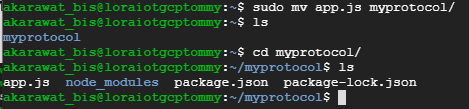 akarawat_bis@loraiotgcptommy:~$ sudo mv app.js myprotocol/
akarawat_bis@loraiotgcptommy:~$ ls
myprotocol
akarawat_bis@loraiotgcptommy:~$ cd myprotocol/
akarawat_bis@loraiotgcptommy:~/myprotocol$ ls
app.js  node_modules  package.json  package-lock.json
akarawat_bis@loraiotgcptommy:~/myprotocol$